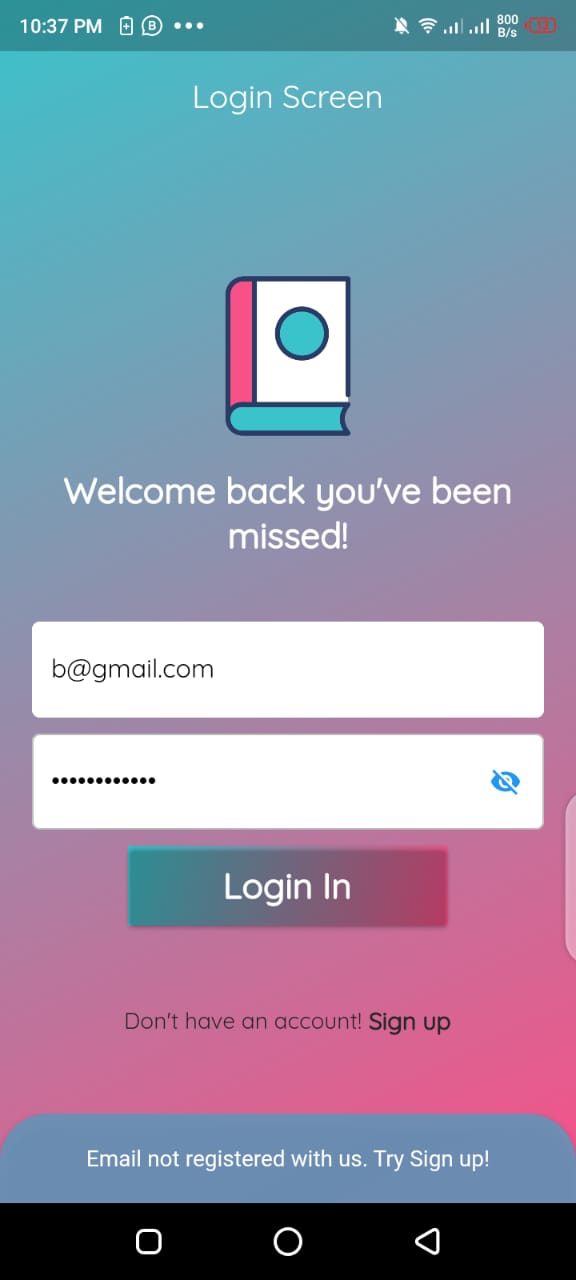 10:37 PM B 800
B/s 13
Login Screen
Welcome back you've been
missed!
b@gmail.com
••••••••••••
Login In
Don't have an account! Sign up
Email not registered with us. Try Sign up!